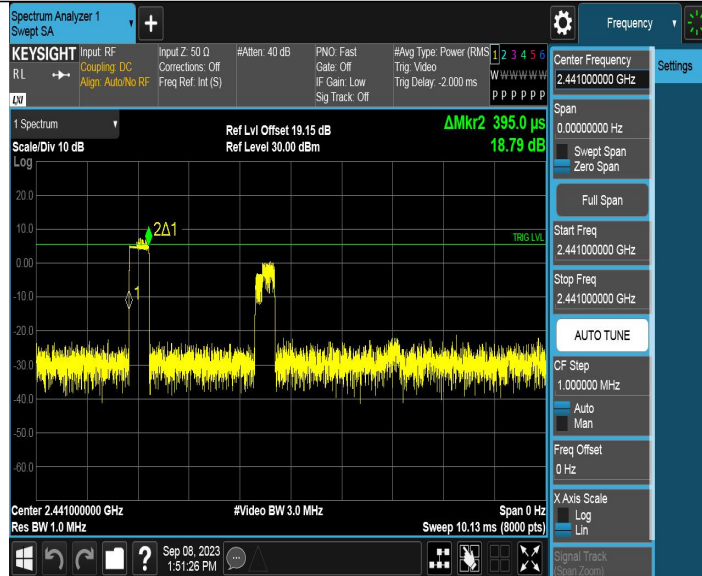 Spectrum Analyzer 1
Swept SA
+
Frequency
KEYSIGHT
RL
LXI
Input: RF
Coupling: DC
Align: Auto/No RF
Input Z: 50 Ω
Corrections: Off
Freq Ref: Int (S)
#Atten: 40 dB
PNO: Fast
Gate: Off
IF Gain: Low
Sig Track: Off
#Avg Type: Power (RMS
Trig: Video
Trig Delay: -2.000 ms
1 2 3 4 5 6
W W W W W W
P P P P P P
1 Spectrum
Scale/Div 10 dB
Ref Lvl Offset 19.15 dB
Ref Level 30.00 dBm
ΔMkr2 395.0 µs
18.79 dB
Log
20.0
10.0
0.00
-10.0
-20.0
-30.0
-40.0
-50.0
-60.0
2Δ1
1
TRIG LVL
Center 2.441000000 GHz
Res BW 1.0 MHz
#Video BW 3.0 MHz
Span 0 Hz
Sweep 10.13 ms (8000 pts)
?
Sep 08, 2023
1:51:26 PM
Center Frequency
2.441000000 GHz
Settings
Span
0.00000000 Hz
Swept Span
Zero Span
Full Span
Start Freq
2.441000000 GHz
Stop Freq
2.441000000 GHz
AUTO TUNE
CF Step
1.000000 MHz
Auto
Man
Freq Offset
0 Hz
X Axis Scale
Log
Lin
Signal Track
(Span Zoom)